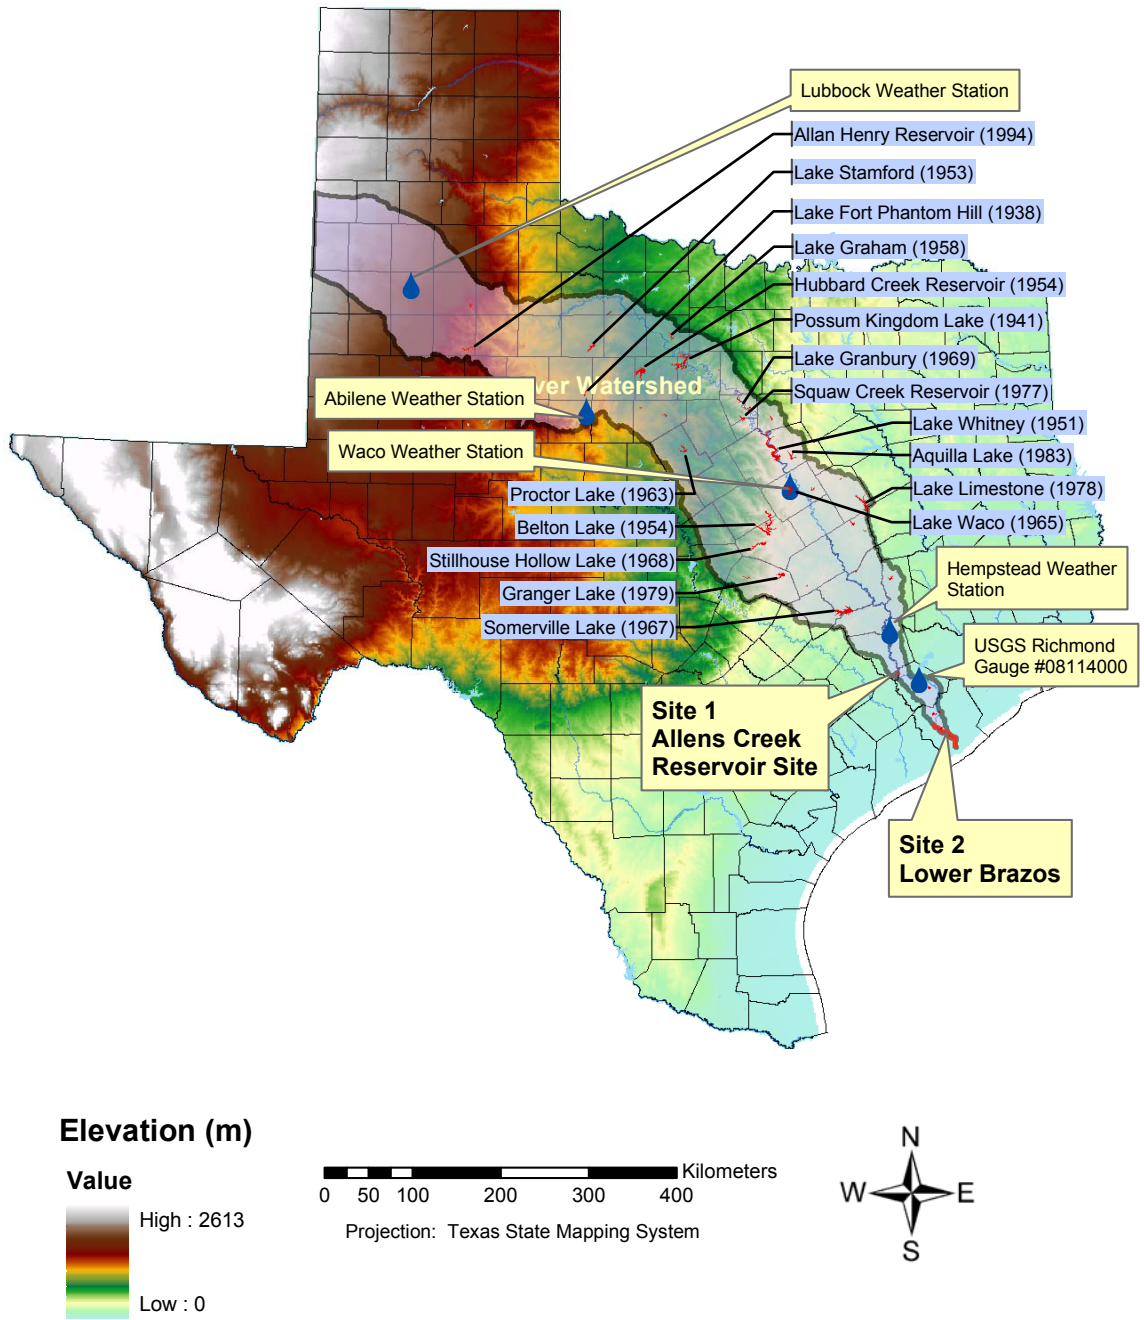 Lubbock Weather Station
Allan Henry Reservoir (1994)
Lake Stamford (1953)
Lake Fort Phantom Hill (1938)
Lake Graham (1958)
Hubbard Creek Reservoir (1954)
Possum Kingdom Lake (1941)
Lake Granbury (1969)
Squaw Creek Reservoir (1977)
ver Watershed
Abilene Weather Station
Lake Whitney (1951)
Waco Weather Station
Aquilla Lake (1983)
Lake Limestone (1978)
Proctor Lake (1963)
Lake Waco (1965)
Belton Lake (1954)
Stillhouse Hollow Lake (1968)
Hempstead Weather
Station
Granger Lake (1979)
Somerville Lake (1967)
USGS Richmond
Gauge #08114000
Site 1
Allens Creek
Reservoir Site
Site 2
Lower Brazos
Elevation (m)
Value
High : 2613
Low : 0
Kilometers
0 50 100 200 300 400
Projection: Texas State Mapping System
N
W E
S